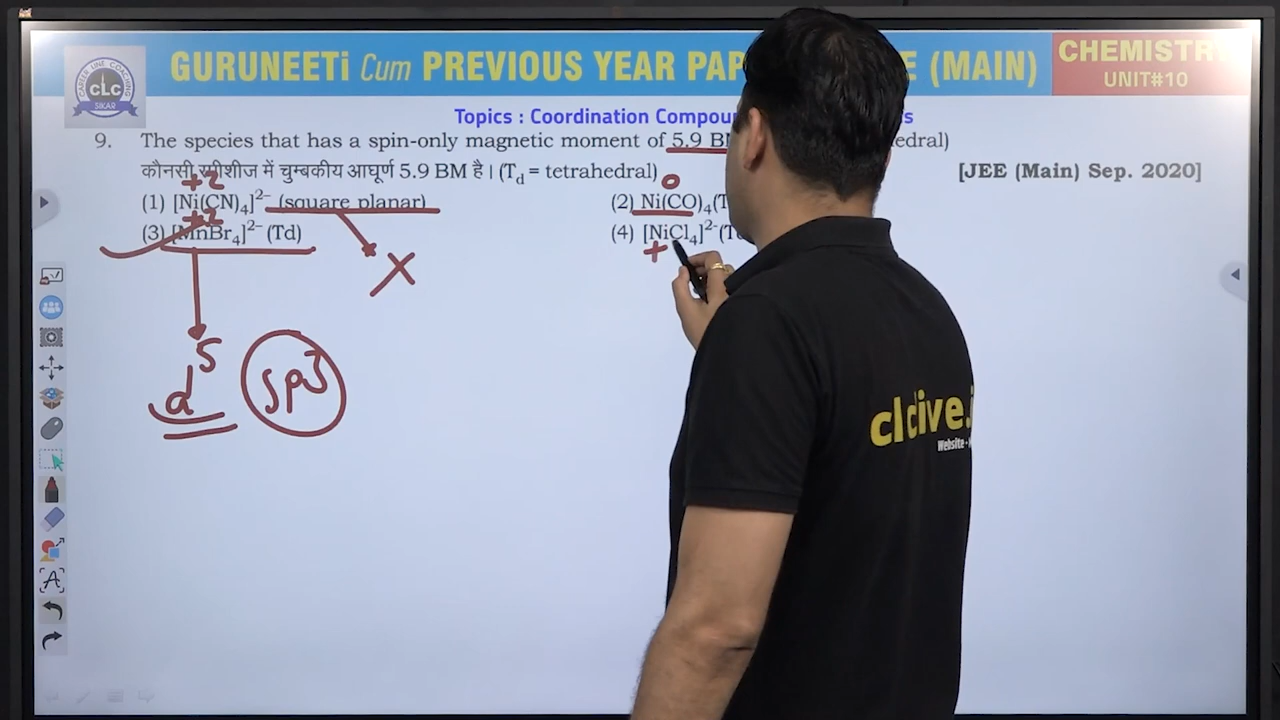 GURUNEETi Cum PREVIOUS YEAR PAP E (MAIN)
CHEMISTRY
UNIT#10
CLC
SIKAR
Topics : Coordination Compou s
9. The species that has a spin-only magnetic moment of 5.9 B edral)
कौनसी स्पीशीज में चुम्बकीय आघूर्ण 5.9 BM है। (Td = tetrahedral) [JEE (Main) Sep. 2020]
+2 0
(1) [Ni(CN)4]2– (square planar) (2) Ni(CO)4(T
+2
(3) [MnBr4]2– (Td) (4) [NiCl4]2-(T
+
X
d5 sp3
Website -